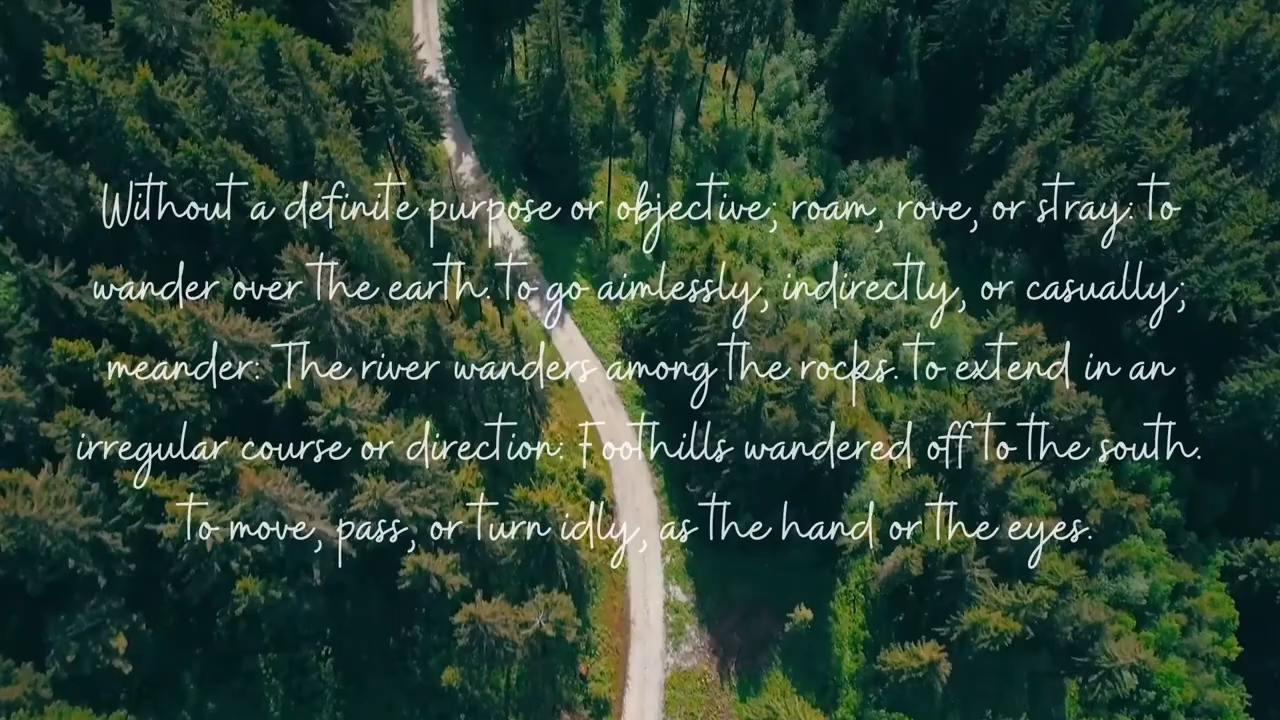 Without a definite purpose or objective; roam, rove, or stray: to
wander over the earth. to go aimlessly, indirectly, or casually;
meander: The river wanders among the rocks. to extend in an
irregular course or direction: Foothills wandered off to the south.
to move, pass, or turn idly, as the hand or the eyes.